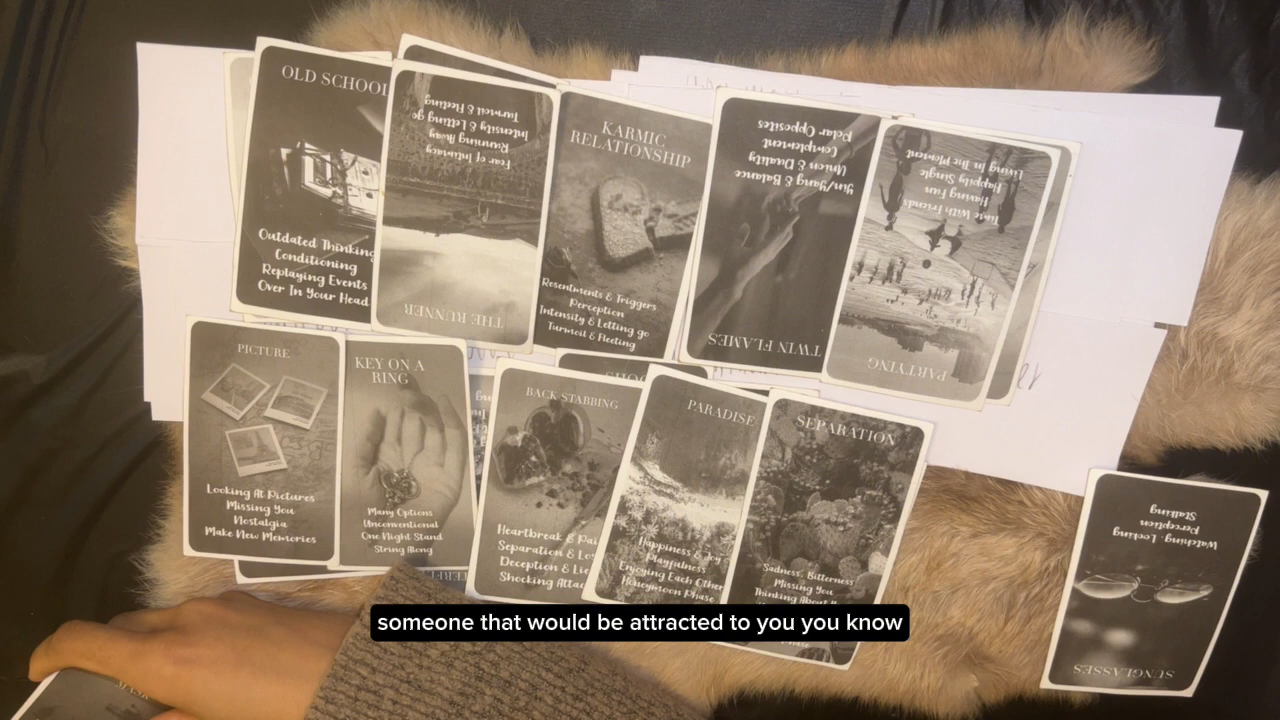 OLD SCHOOL
Outdated Thinking
Conditioning
Replaying Events
Over In Your Head
THE RUNNER
Fear of Intimacy
Running Away
Intensity & Letting go
Turmoil & Fleeting
KARMIC
RELATIONSHIP
Resentments & Triggers
Perception
Intensity & Letting go
Turmoil & Fleeting
TWIN FLAMES
Yin/Yang & Balance
Union & Duality
Complement
Polar Opposites
PARTYING
Time With Friends
Having Fun
Happily Single
Living In The Moment
PICTURE
Looking At Pictures
Missing You
Nostalgia
Make New Memories
KEY ON A
RING
Many Options
Unconventional
One Night Stand
String Along
BACK STABBING
Heartbreak & Pai
Separation & Lo
Deception & Lie
Shocking Attac
PARADISE
Happiness & Joy
Playfulness
Enjoying Each Other
Honeymoon Phase
SEPARATION
Sadness, Bitterness
Missing You
Thinking About
SUNGLASSES
Watching, Looking
Perception
Stalking
someone that would be attracted to you you know